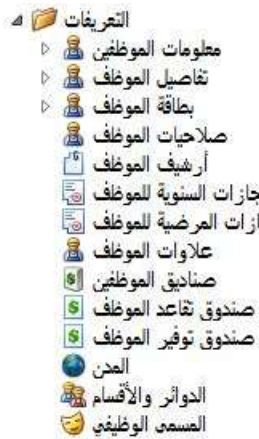 التعريفات
معلومات الموظفين
تفاصيل الموظف
بطاقة الموظف
صلاحيات الموظف
أرشيف الموظف
جازات السنوية للموظف
ازات المرضية للموظف
علاوات الموظف
صناديق الموظفين
صندوق تقاعد الموظف
صندوق توفير الموظف
المدن
الدوائر والأقسام
المسمى الوظيفي